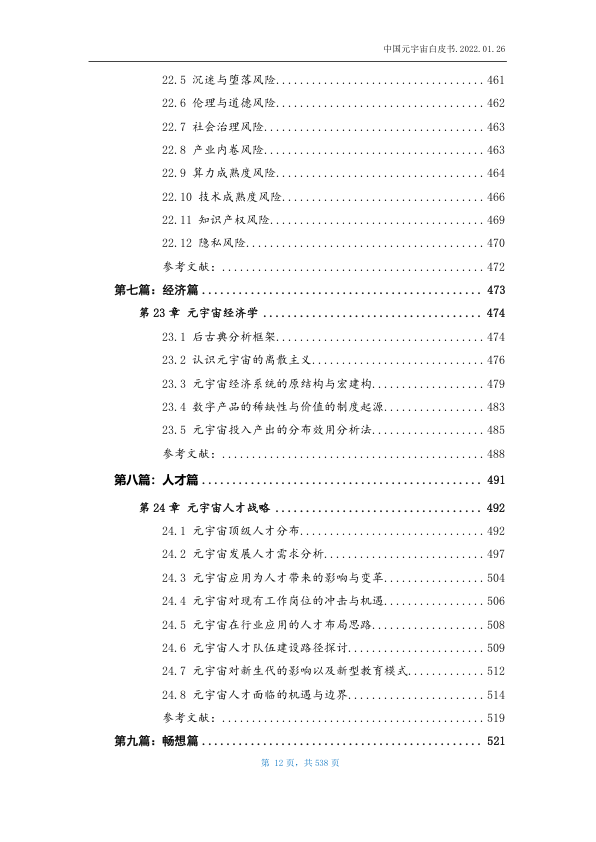 中国元宇宙白皮书.2022.01.26
22.5 沉迷与堕落风险................................... 461
22.6 伦理与道德风险................................... 462
22.7 社会治理风险..................................... 463
22.8 产业内卷风险..................................... 463
22.9 算力成熟度风险................................... 464
22.10 技术成熟度风险.................................. 466
22.11 知识产权风险.................................... 469
22.12 隐私风险........................................ 470
参考文献：............................................ 472
第七篇：经济篇 ............................................... 473
第 23 章 元宇宙经济学 ..................................... 474
23.1 后古典分析框架................................... 474
23.2 认识元宇宙的离散主义............................. 476
23.3 元宇宙经济系统的原结构与宏建构................... 479
23.4 数字产品的稀缺性与价值的制度起源................. 483
23.5 元宇宙投入产出的分布效用分析法................... 485
参考文献：............................................ 488
第八篇：人才篇 ............................................... 491
第 24 章 元宇宙人才战略 ................................... 492
24.1 元宇宙顶级人才分布............................... 492
24.2 元宇宙发展人才需求分析........................... 497
24.3 元宇宙应用为人才带来的影响与变革................. 504
24.4 元宇宙对现有工作岗位的冲击与机遇................. 506
24.5 元宇宙在行业应用的人才布局思路................... 508
24.6 元宇宙人才队伍建设路径探讨....................... 509
24.7 元宇宙对新生代的影响以及新型教育模式............. 512
24.8 元宇宙人才面临的机遇与边界....................... 514
参考文献：............................................ 519
第九篇：畅想篇 ............................................... 521
第 12 页，共 538 页